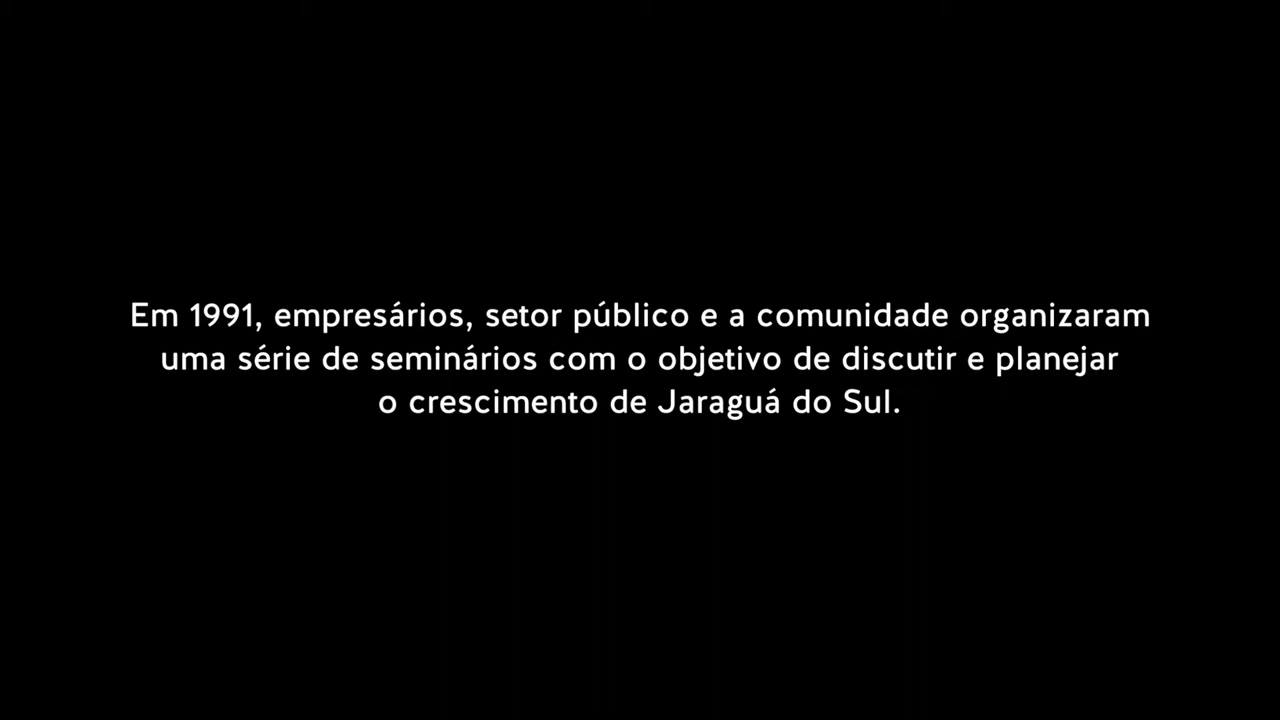 Em 1991, empresários, setor público e a comunidade organizaram
uma série de seminários com o objetivo de discutir e planejar
o crescimento de Jaraguá do Sul.